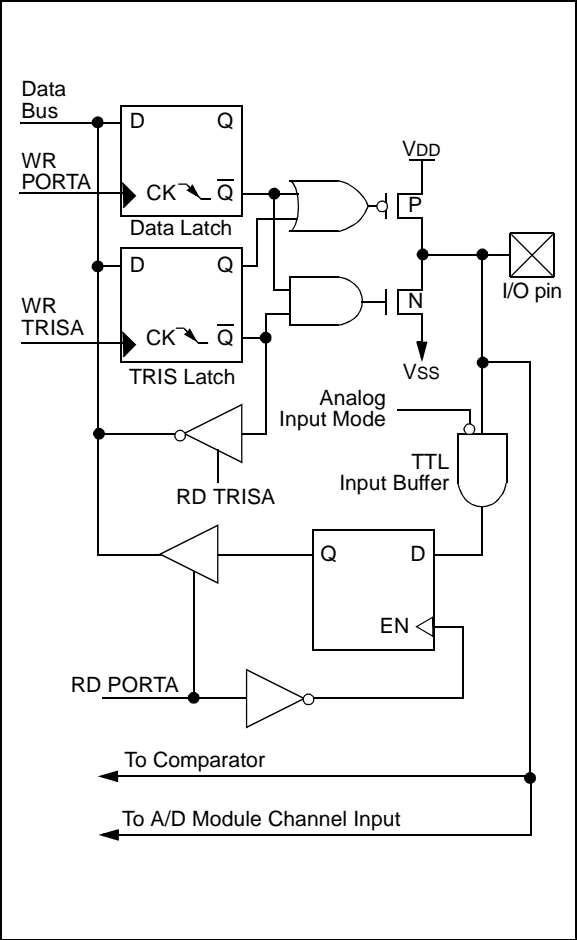 Data
Bus
D Q
VDD
WR
PORTA
CK Q
P
Data Latch
D Q
I/O pin
N
WR
TRISA
CK Q
VSS
TRIS Latch
Analog
Input Mode
TTL
Input Buffer
RD TRISA
Q D
EN
RD PORTA
To Comparator
To A/D Module Channel Input